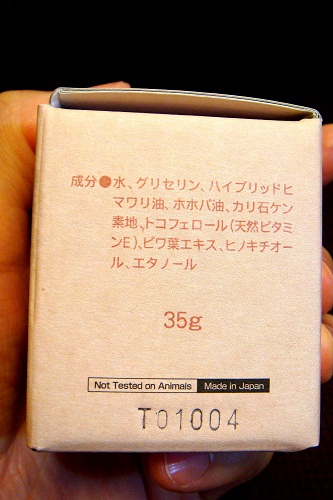 成分●水、グリセリン、ハイブリッドヒ
マワリ油、ホホバ油、カリ石ケン
素地、トコフェロール(天然ビタミ
ンE)、ビワ葉エキス、ヒノキチオー
ル、エタノール
35g
Not Tested on Animals Made in Japan
T01004